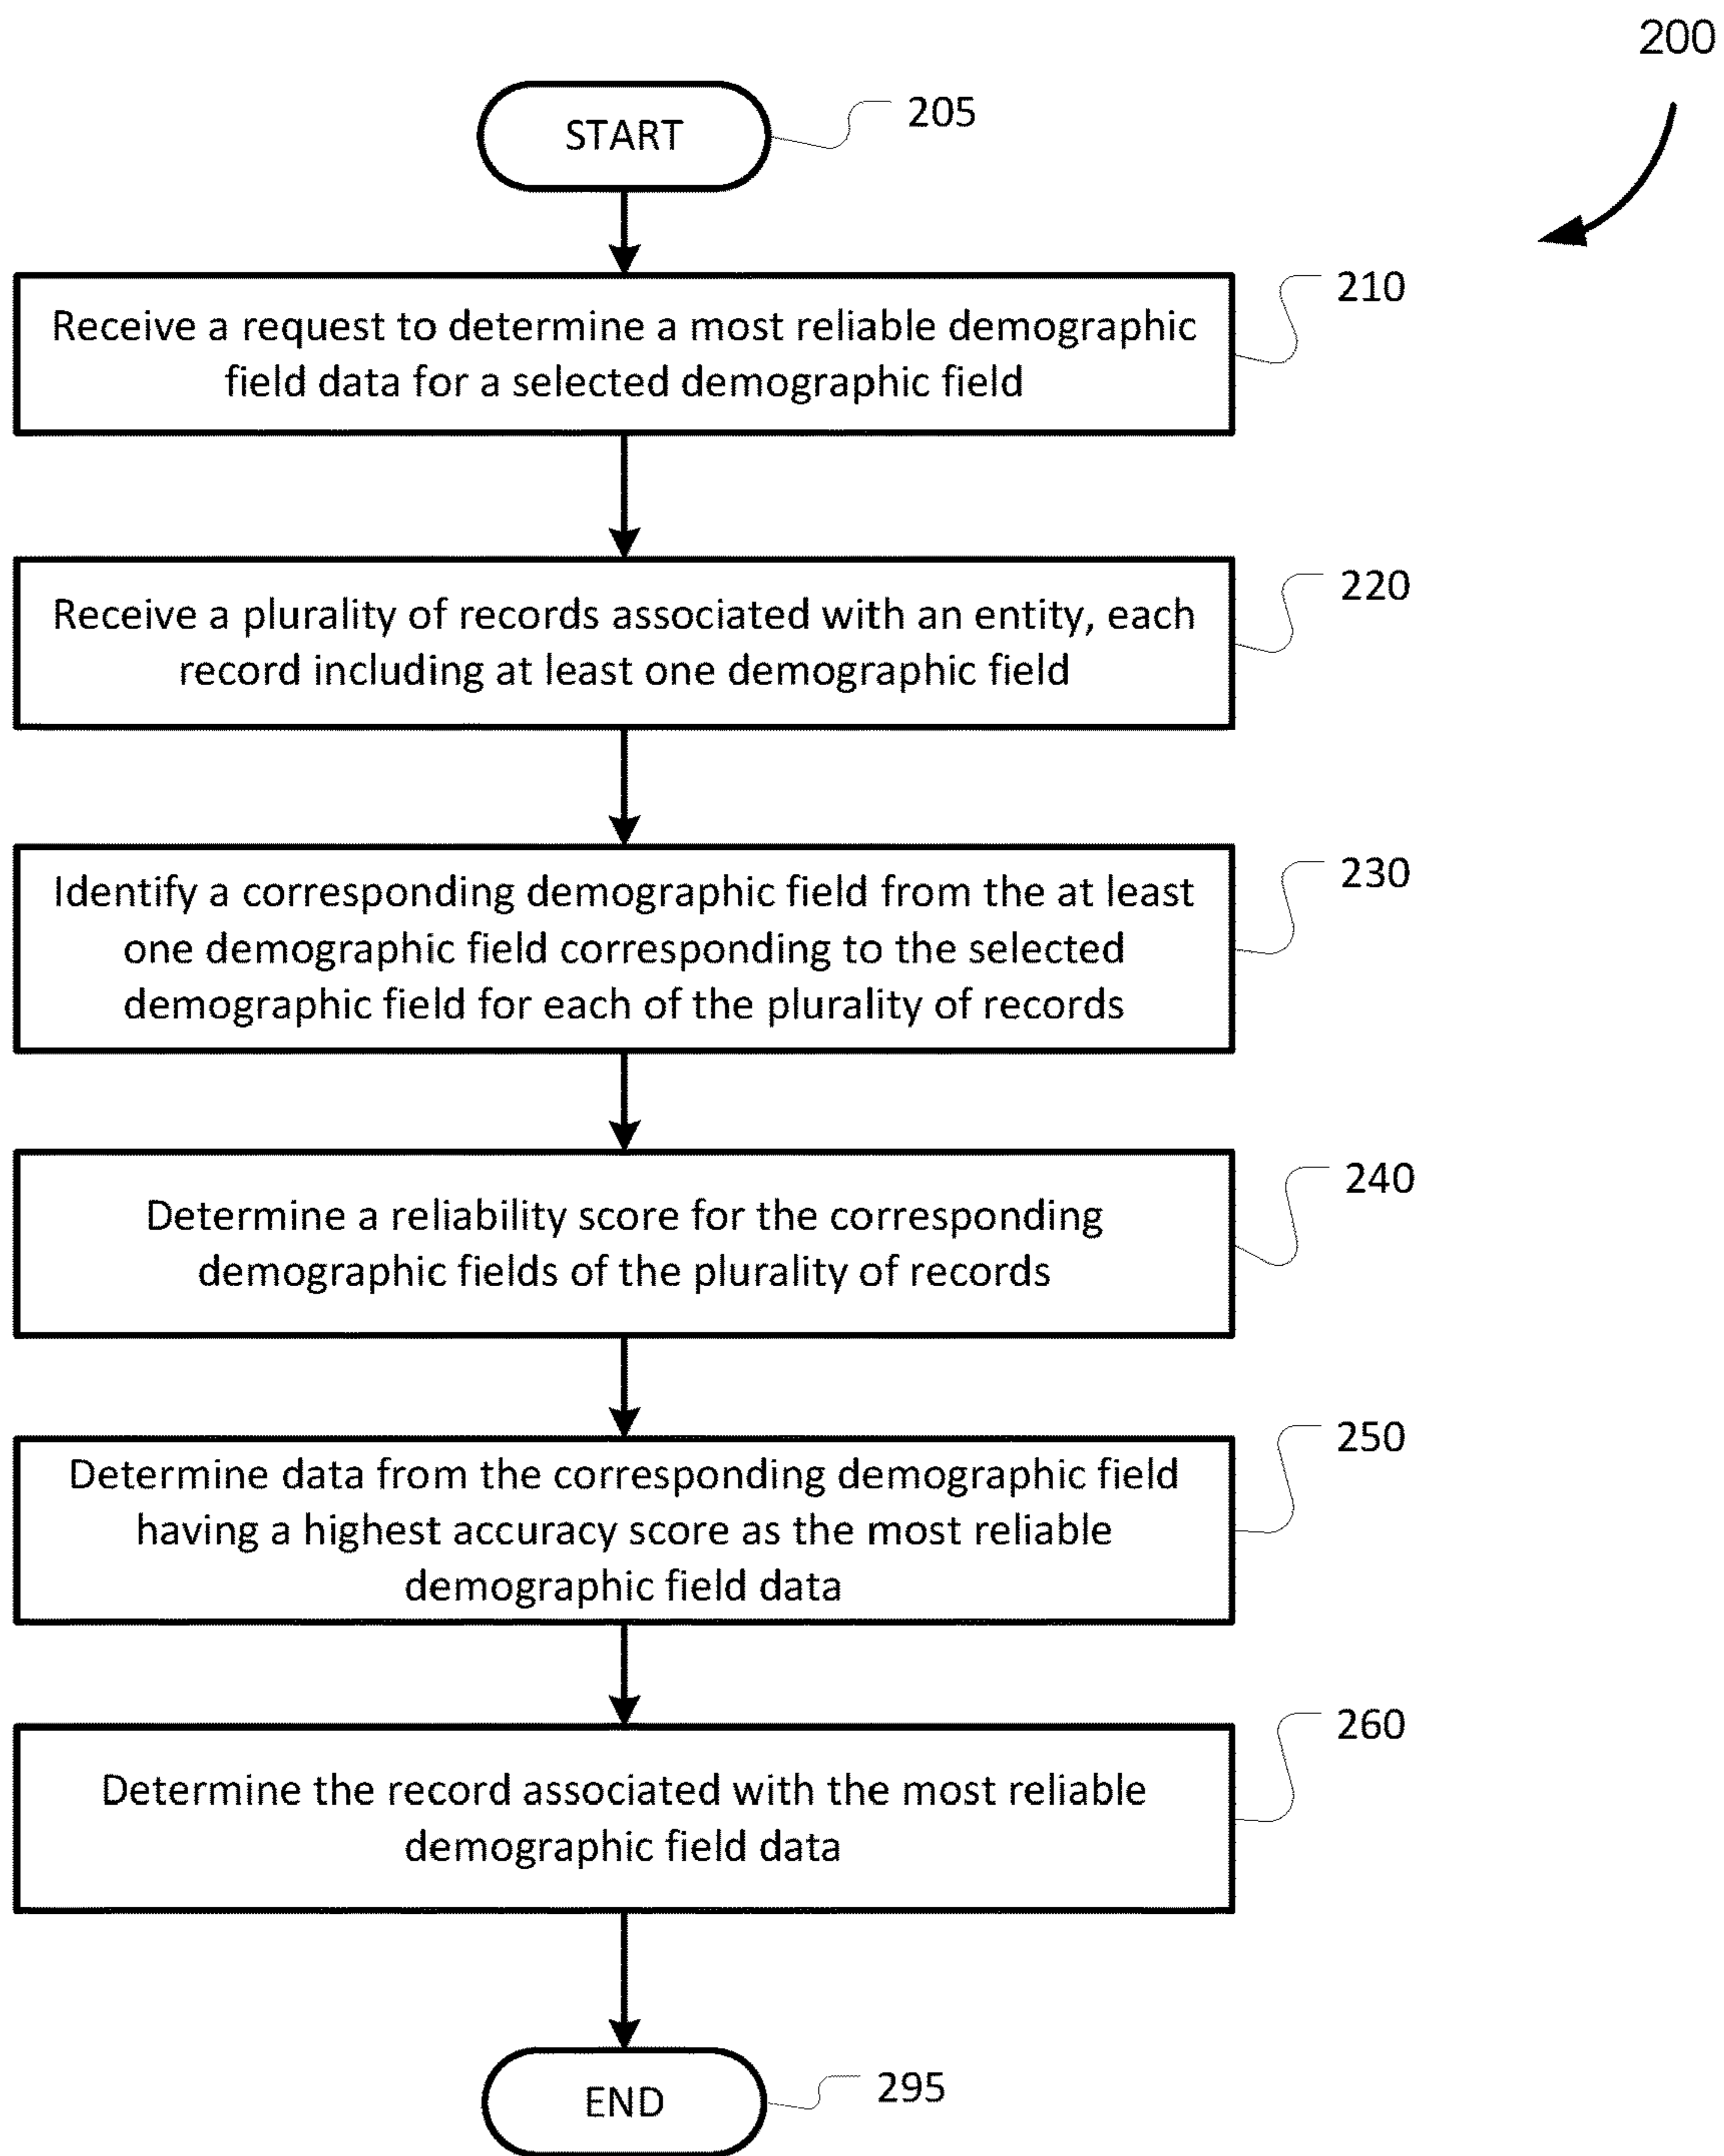 200
START
205
Receive a request to determine a most reliable demographic
field data for a selected demographic field
210
Receive a plurality of records associated with an entity, each
record including at least one demographic field
220
Identify a corresponding demographic field from the at least
one demographic field corresponding to the selected
demographic field for each of the plurality of records
230
Determine a reliability score for the corresponding
demographic fields of the plurality of records
240
Determine data from the corresponding demographic field
having a highest accuracy score as the most reliable
demographic field data
250
Determine the record associated with the most reliable
demographic field data
260
END
295